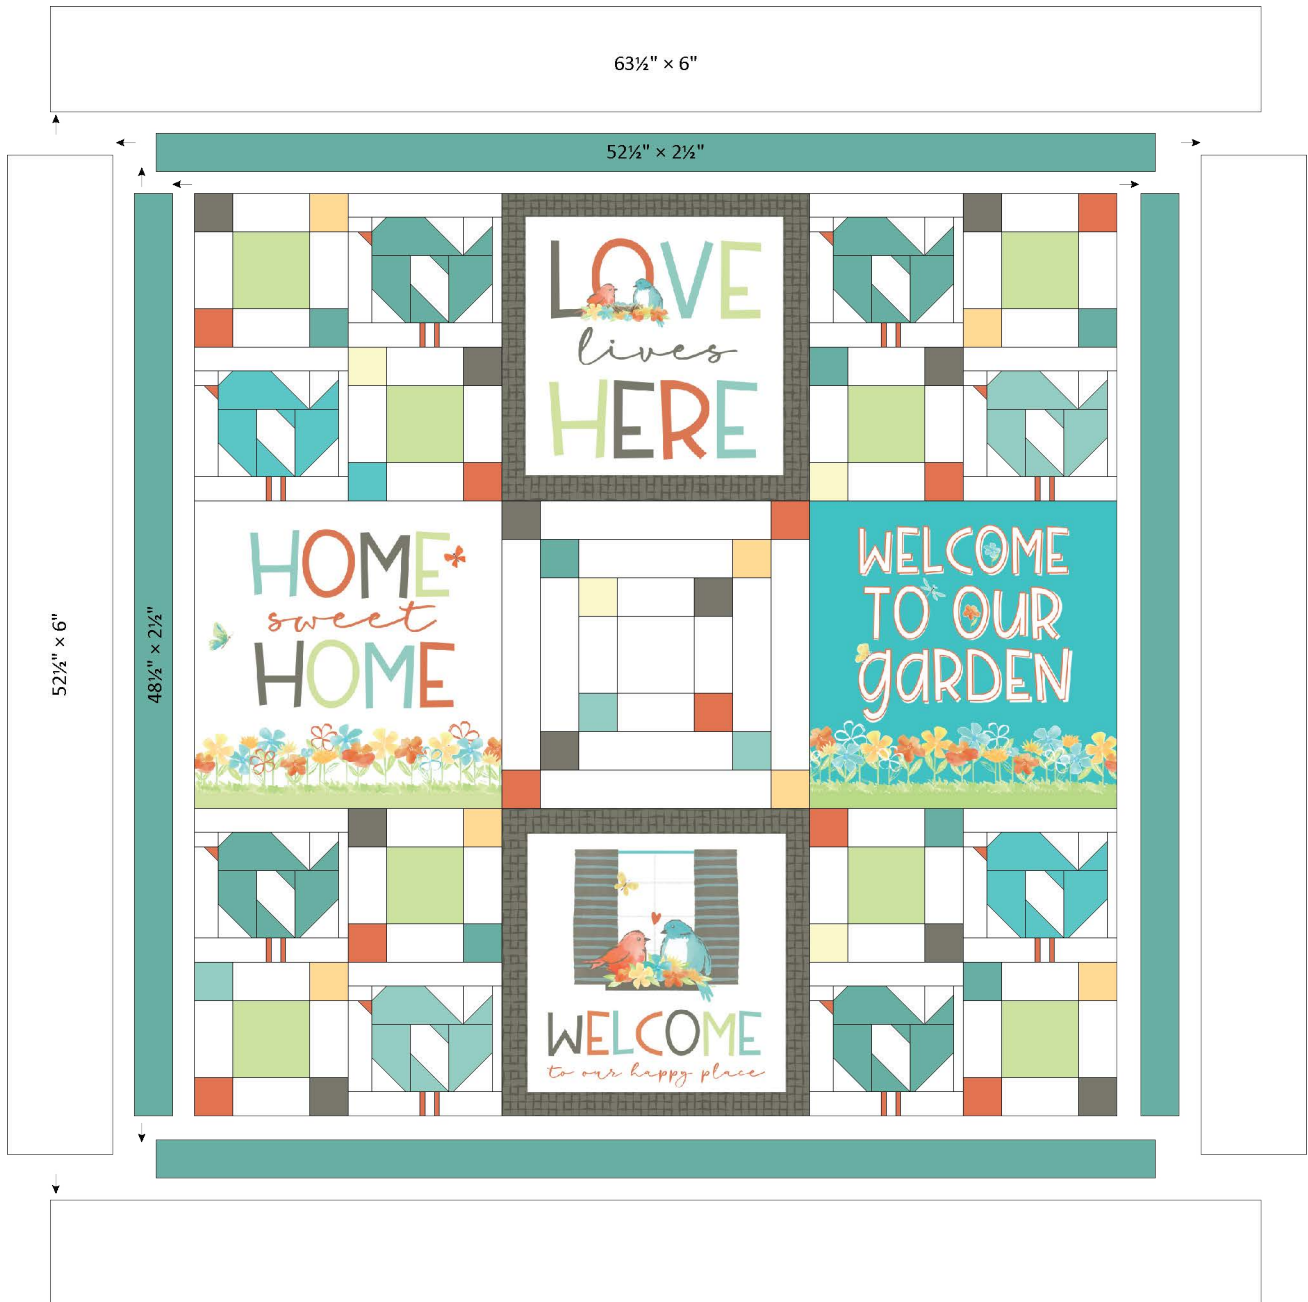 63½" × 6"
52½" × 2½"
LOVE
lives
HERE
HOME
sweet
HOME
WELCOME
TO OUR
gARDEN
52½" × 6"
48½" × 2½"
WELCOME
to our happy place